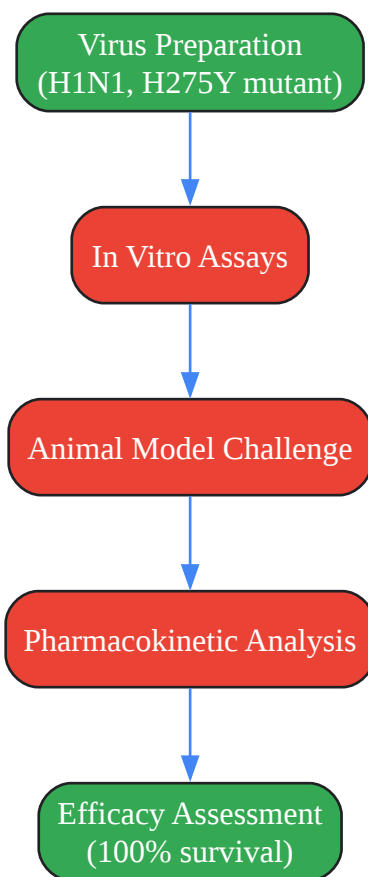 Virus Preparation
(H1N1, H275Y mutant)
In Vitro Assays
Animal Model Challenge
Pharmacokinetic Analysis
Efficacy Assessment
(100% survival)